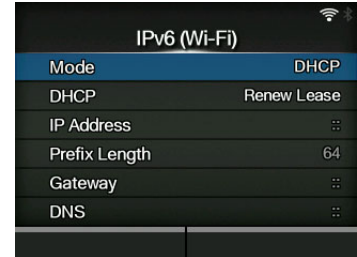 IPv6 (Wi-Fi)
Mode DHCP
DHCP Renew Lease
IP Address ::
Prefix Length 64
Gateway ::
DNS ::